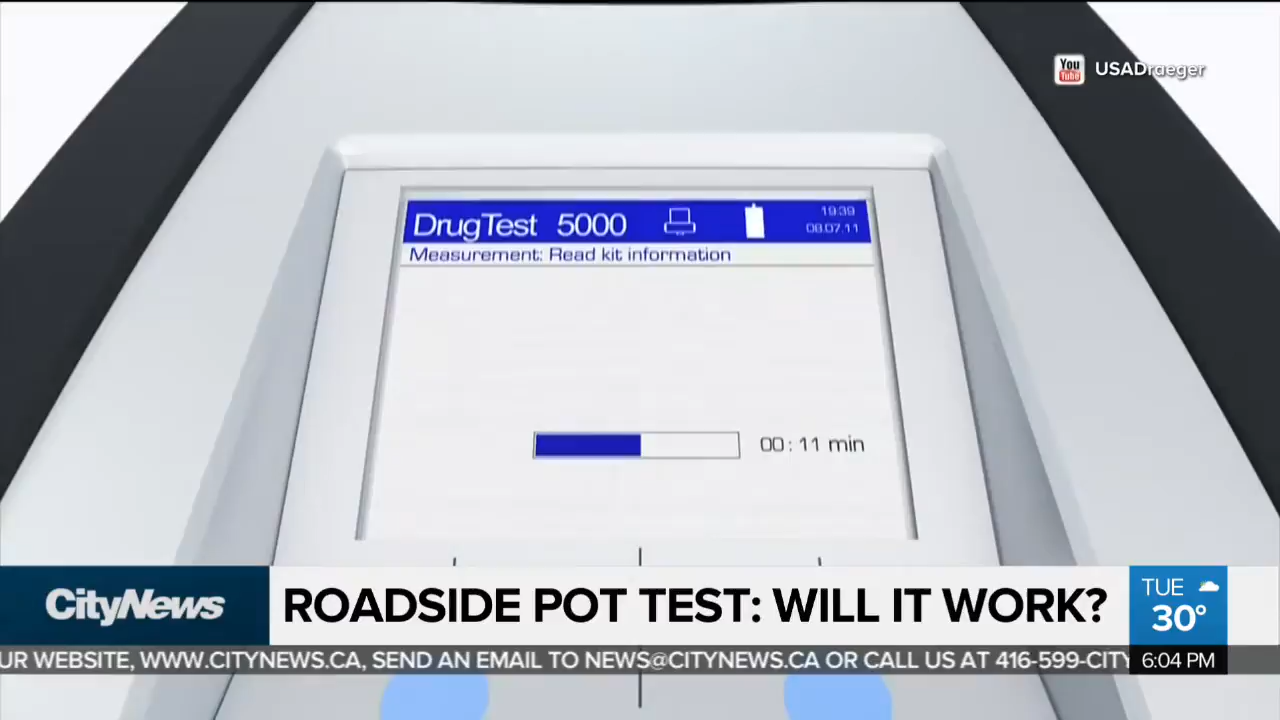 You
Tube
USADraeger
DrugTest 5000
19:39
08.07.11
Measurement: Read kit information
00:11 min
CityNews
ROADSIDE POT TEST: WILL IT WORK?
TUE
30°
UR WEBSITE, WWW.CITYNEWS.CA, SEND AN EMAIL TO NEWS@CITYNEWS.CA OR CALL US AT 416-599-CITY
6:04 PM